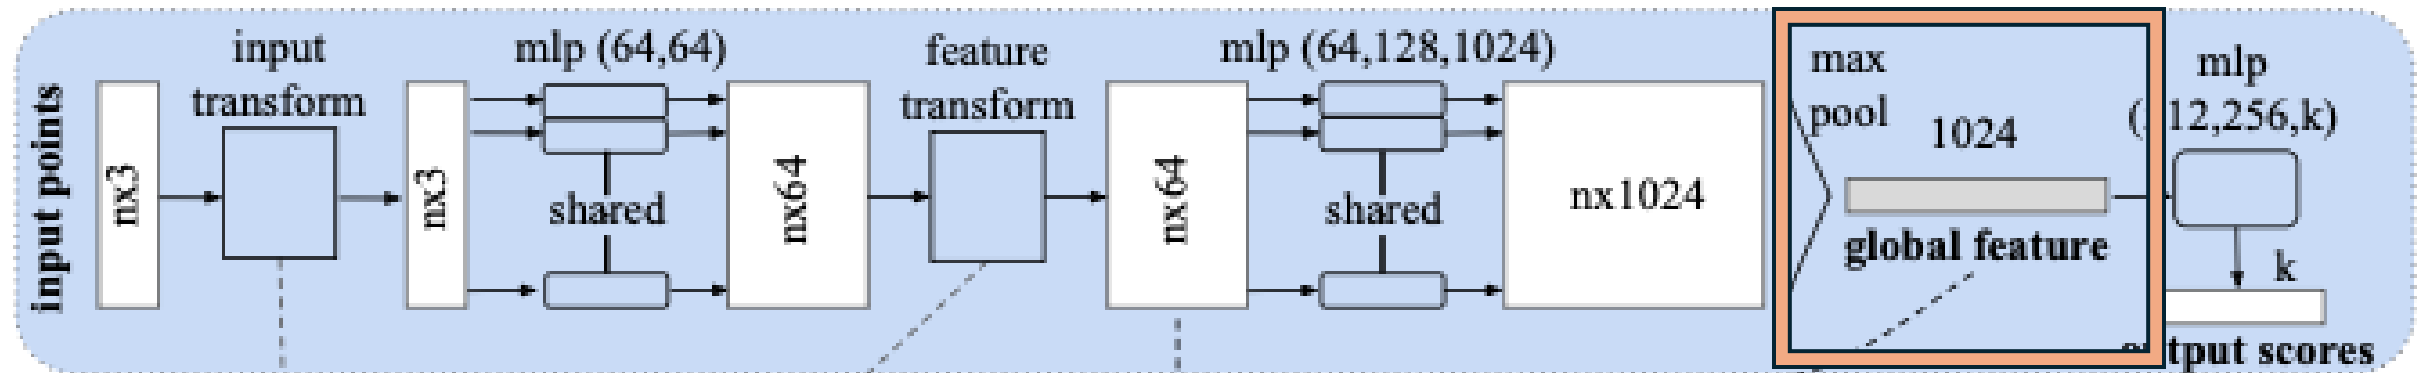 input points
nx3
input
transform
nx3
mlp (64,64)
shared
nx64
feature
transform
nx64
mlp (64,128,1024)
shared
nx1024
max
pool
1024
global feature
mlp
12,256,k)
k
tput scores